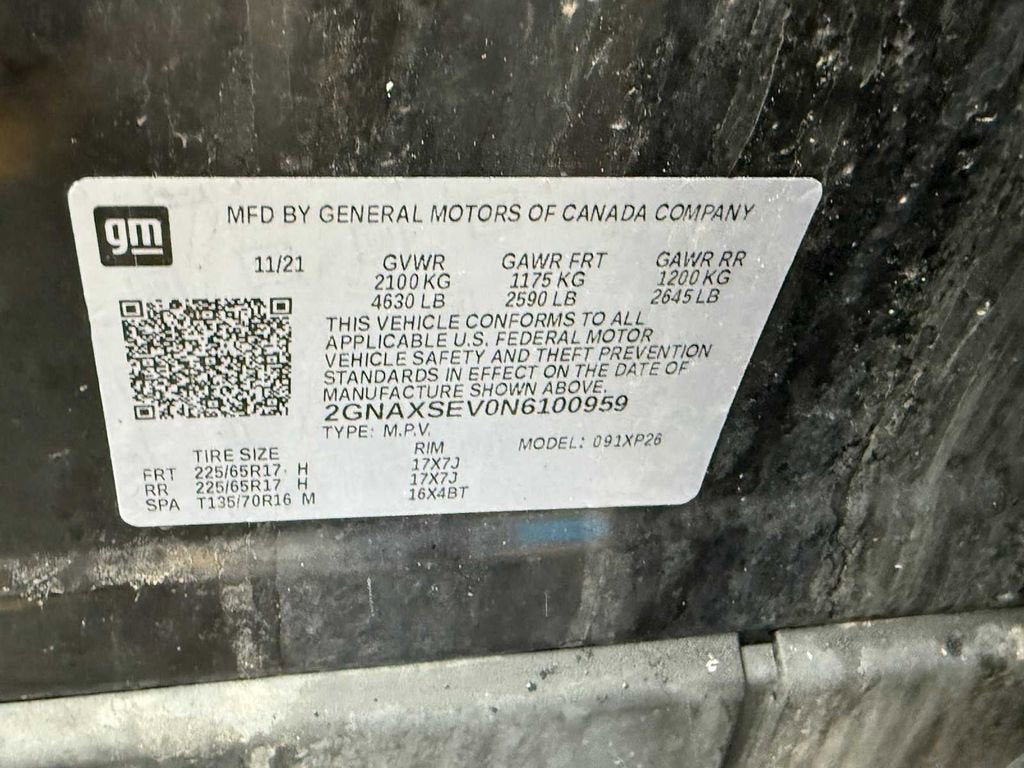 gm
MFD BY GENERAL MOTORS OF CANADA COMPANY
11/21
GVWR GAWR FRT GAWR RR
2100 KG 1175 KG 1200 KG
4630 LB 2590 LB 2645 LB
THIS VEHICLE CONFORMS TO ALL
APPLICABLE U.S. FEDERAL MOTOR
VEHICLE SAFETY AND THEFT PREVENTION
STANDARDS IN EFFECT ON THE DATE OF
MANUFACTURE SHOWN ABOVE.
2GNAXSEV0N6100959
TYPE: M.P.V. MODEL: 091XP26
TIRE SIZE RIM
FRT 225/65R17 H 17X7J
RR 225/65R17 H 17X7J
SPA T135/70R16 M 16X4BT